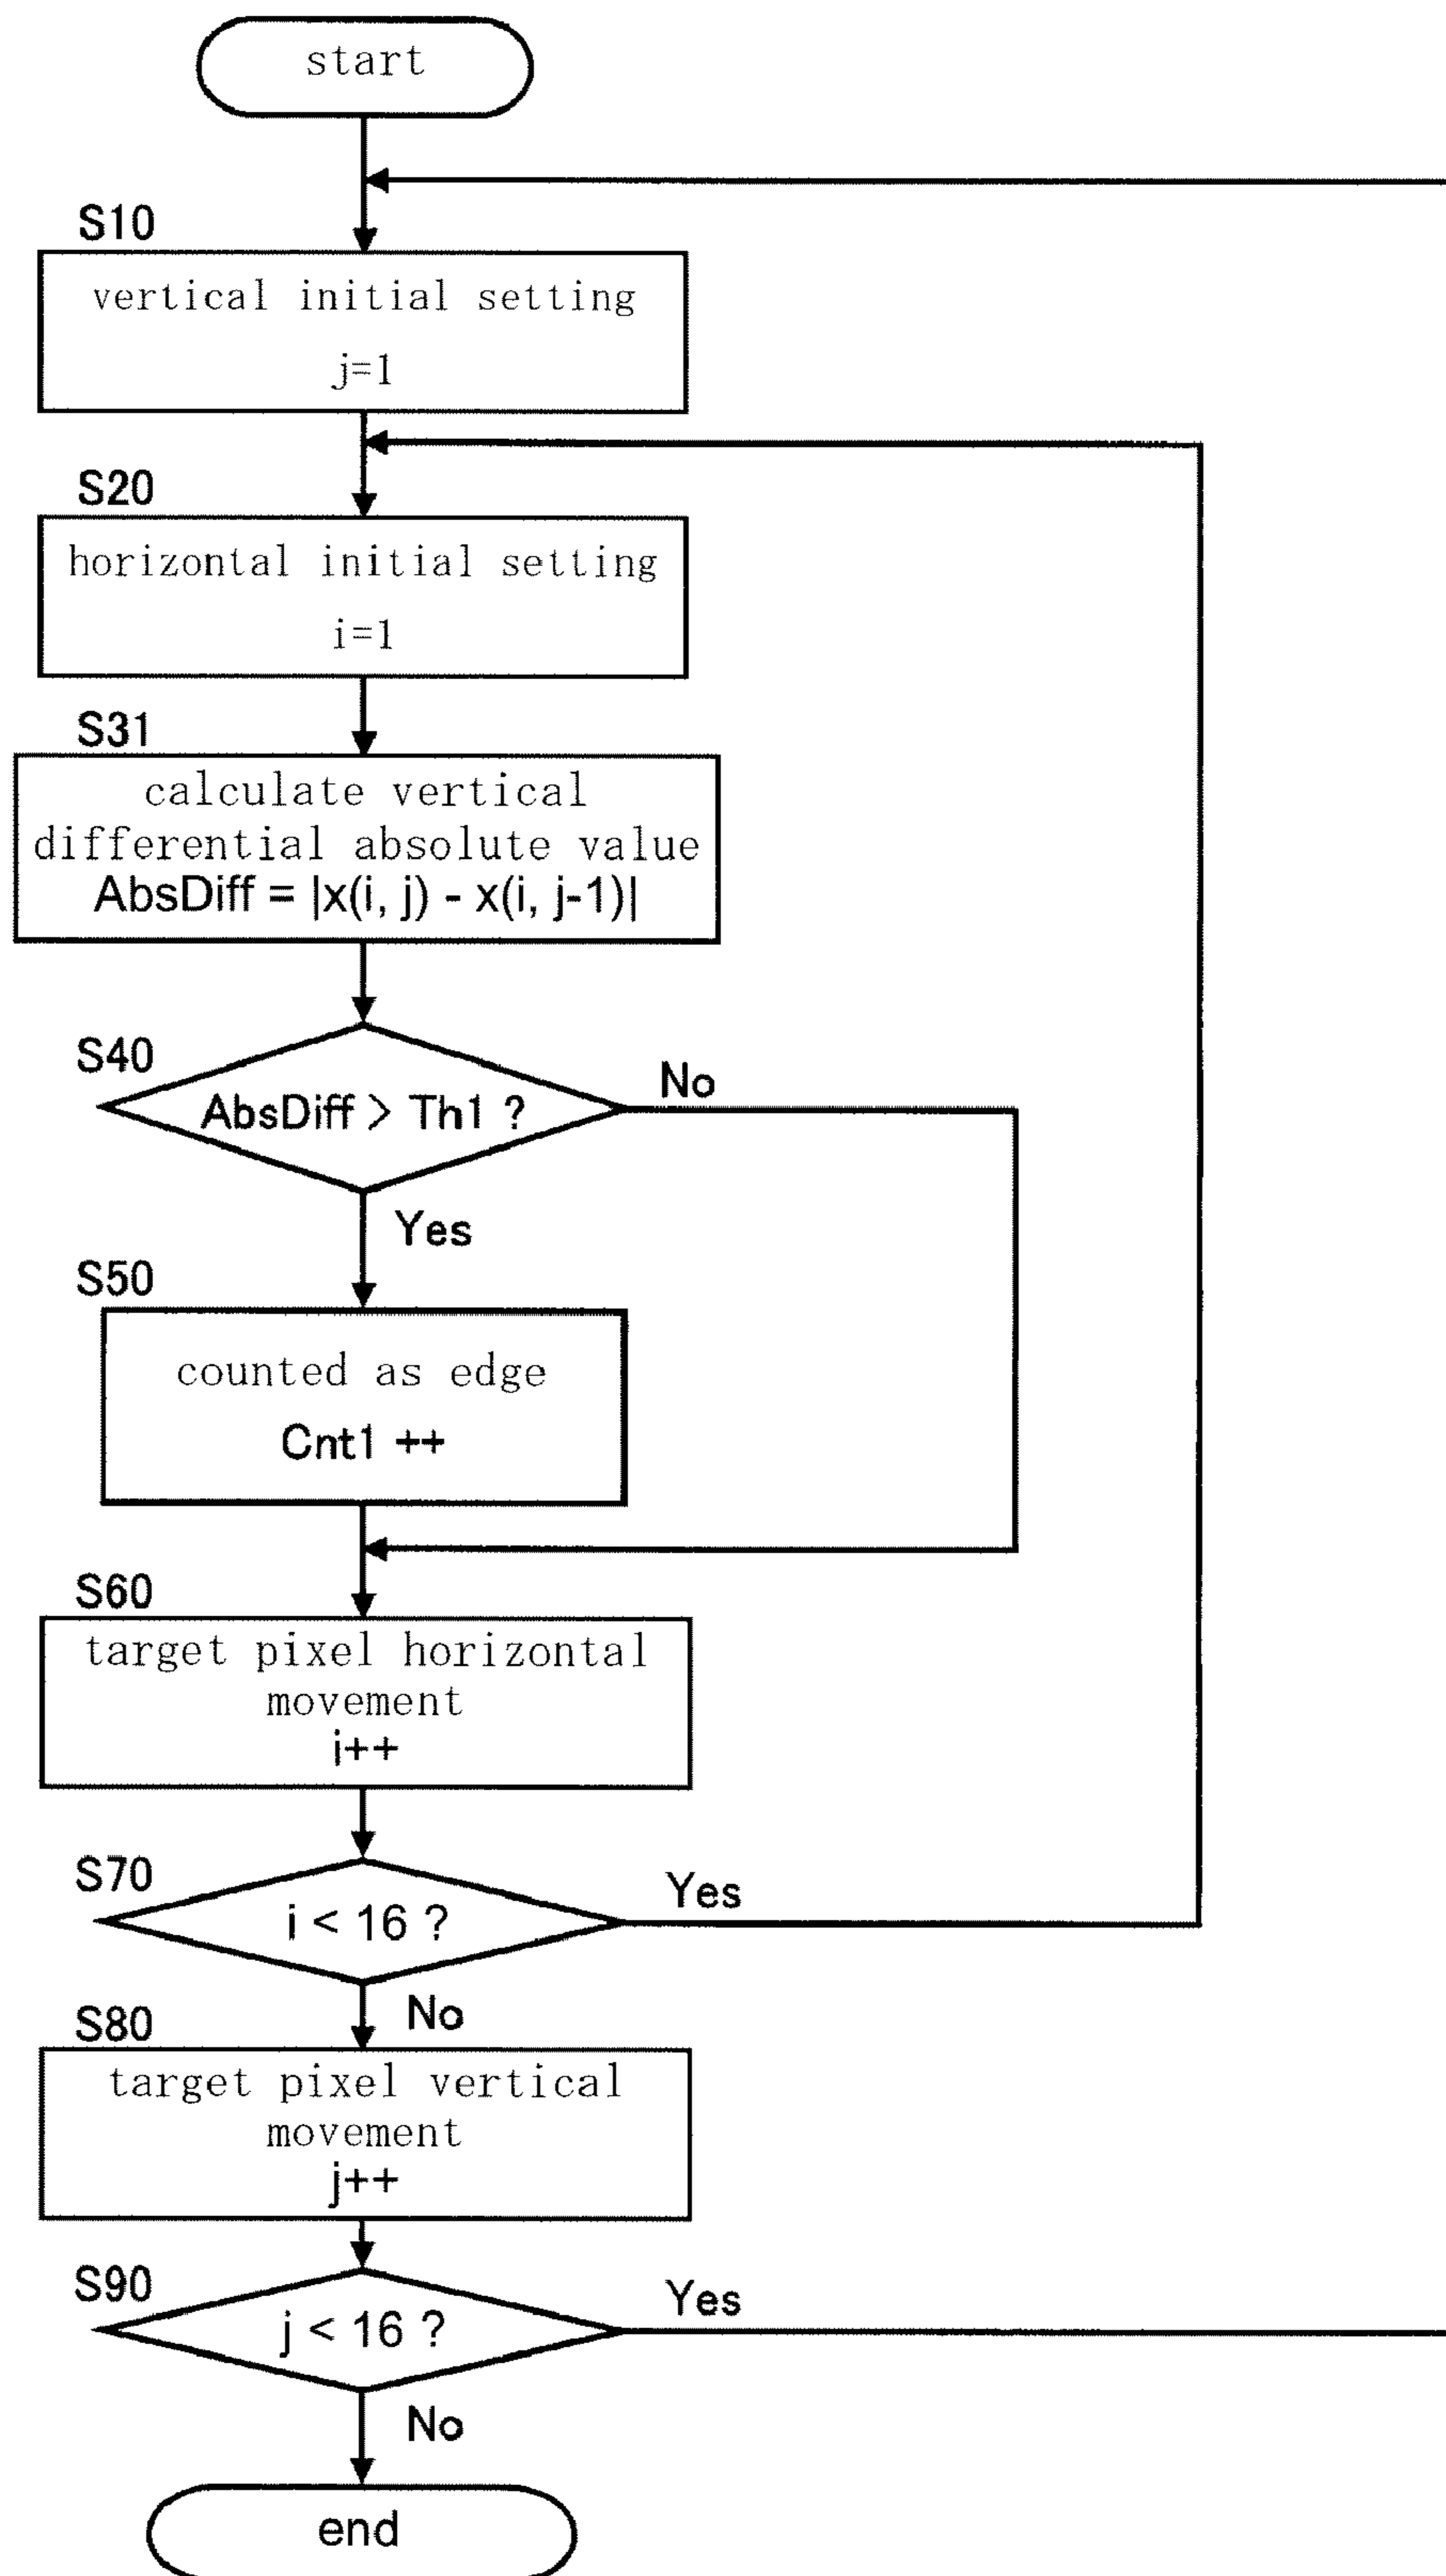 start
S10
vertical initial setting
j=1
S20
horizontal initial setting
i=1
S31
calculate vertical
differential absolute value
AbsDiff = |x(i, j) - x(i, j-1)|
S40
AbsDiff > Th1 ?
No
Yes
S50
counted as edge
Cnt1 ++
S60
target pixel horizontal
movement
i++
S70
i < 16 ?
Yes
No
S80
target pixel vertical
movement
j++
S90
j < 16 ?
Yes
No
end